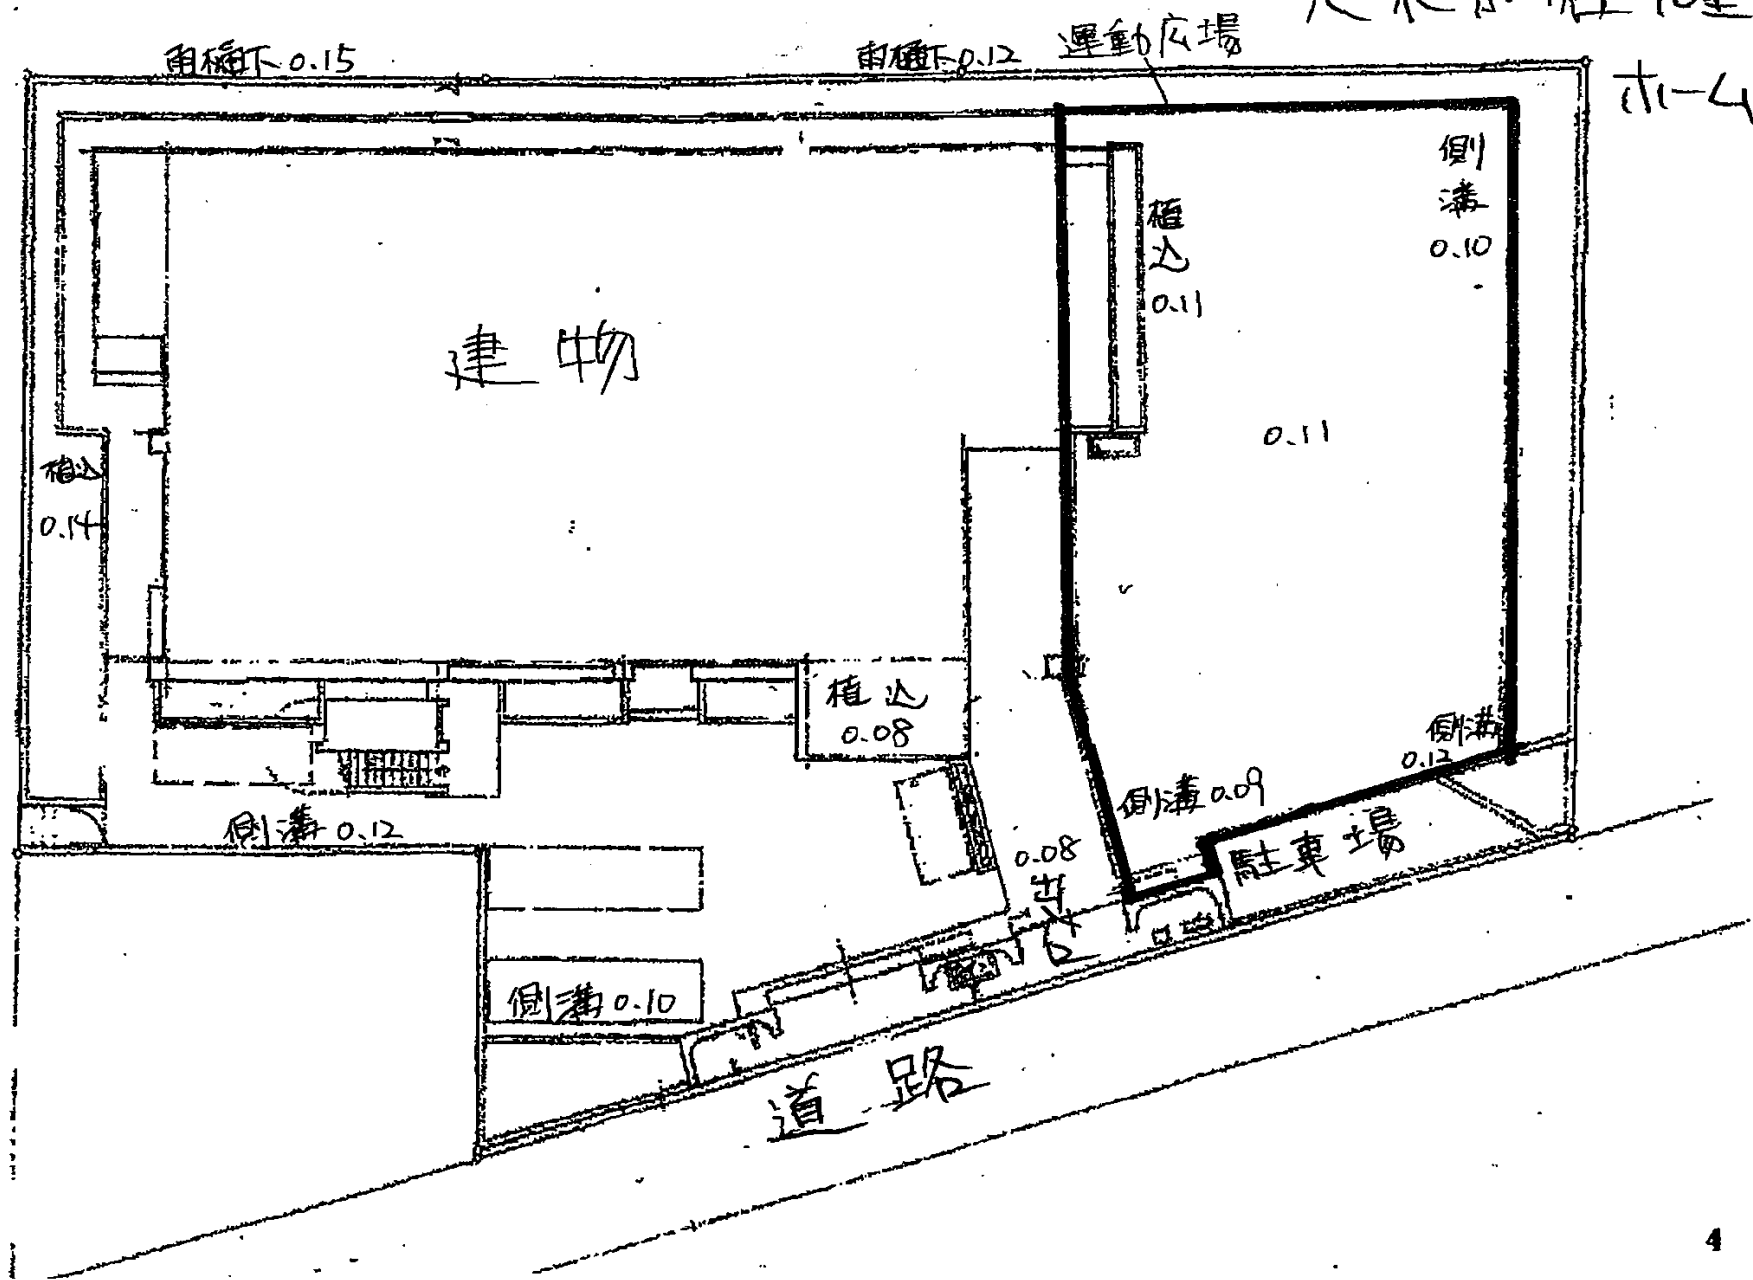 雨樋下0.15
雨樋下0.12
運動広場
ホーム
側溝
0.10
植込
0.11
建物
0.11
植込
0.14
植込
0.08
側溝
0.12
側溝0.09
側溝 0.12
0.08
駐車場
側溝0.10
道路
4